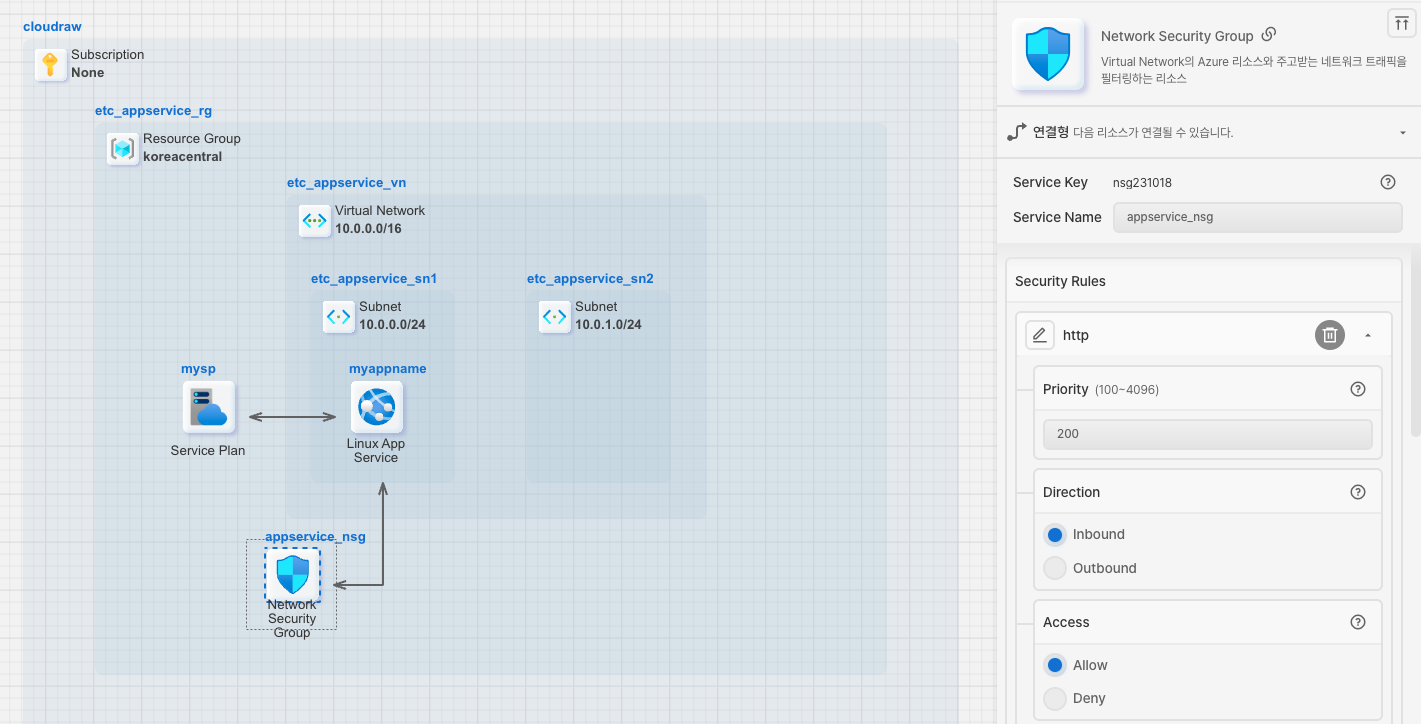 cloudraw
Subscription
None
etc_appservice_rg
Resource Group
koreacentral
etc_appservice_vn
Virtual Network
10.0.0.0/16
etc_appservice_sn1
Subnet
10.0.0.0/24
etc_appservice_sn2
Subnet
10.0.1.0/24
mysp
Service Plan
myappname
Linux App
Service
appservice_nsg
Network
Security
Group
Network Security Group
Virtual Network의 Azure 리소스와 주고받는 네트워크 트래픽을
필터링하는 리소스
연결형 다음 리소스가 연결될 수 있습니다.
Service Key nsg231018
Service Name appservice_nsg
Security Rules
http
Priority (100~4096)
200
Direction
Inbound
Outbound
Access
Allow
Deny